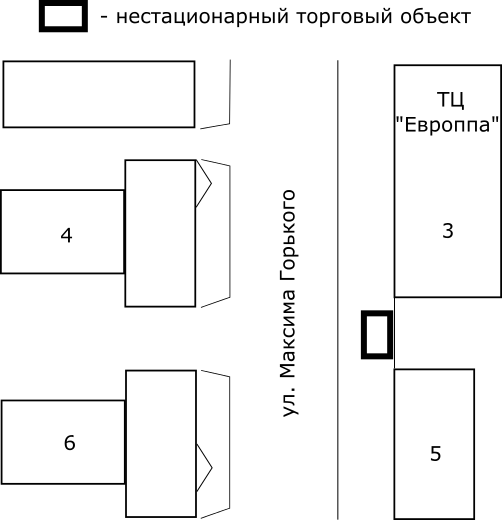 - нестационарный торговый объект
ТЦ
"Европпа"
4
3
ул. Максима Горького
6
5